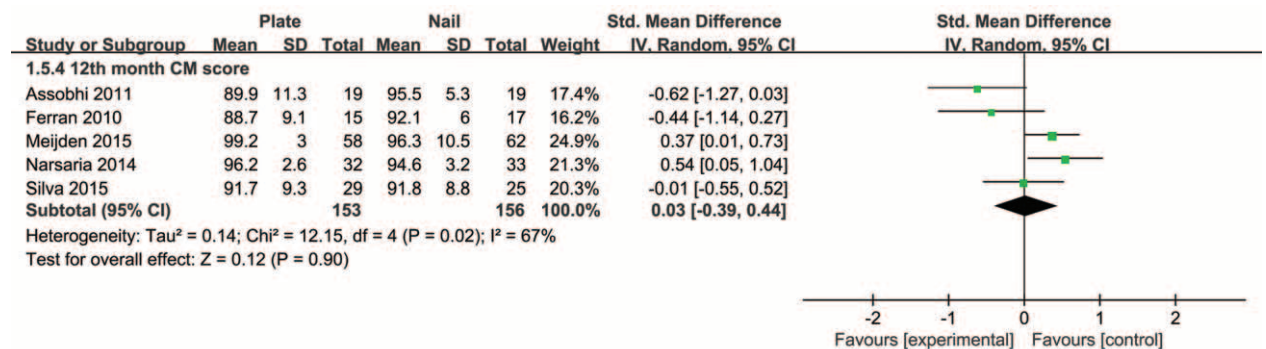 Plate Nail Std. Mean Difference Std. Mean Difference
Study or Subgroup Mean SD Total Mean SD Total Weight IV. Random. 95% CI IV. Random. 95% CI
1.5.4 12th month CM score
Assobhi 2011 89.9 11.3 19 95.5 5.3 19 17.4% -0.62 [-1.27, 0.03]
Ferran 2010 88.7 9.1 15 92.1 6 17 16.2% -0.44 [-1.14, 0.27]
Meijden 2015 99.2 3 58 96.3 10.5 62 24.9% 0.37 [0.01, 0.73]
Narsaria 2014 96.2 2.6 32 94.6 3.2 33 21.3% 0.54 [0.05, 1.04]
Silva 2015 91.7 9.3 29 91.8 8.8 25 20.3% -0.01 [-0.55, 0.52]
Subtotal (95% CI) 153 156 100.0% 0.03 [-0.39, 0.44]
Heterogeneity: Tau² = 0.14; Chi² = 12.15, df = 4 (P = 0.02); I² = 67%
Test for overall effect: Z = 0.12 (P = 0.90)
-2 -1 0 1 2
Favours [experimental] Favours [control]